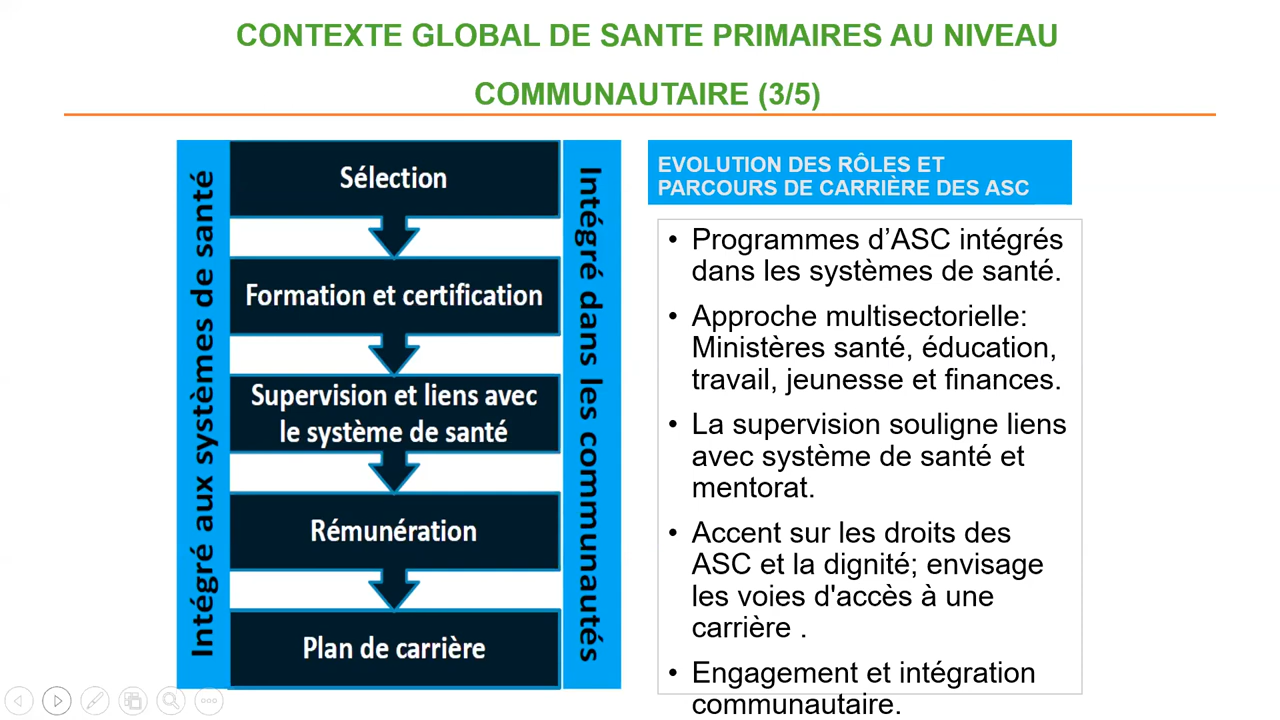 CONTEXTE GLOBAL DE SANTE PRIMAIRES AU NIVEAU
COMMUNAUTAIRE (3/5)
Intégré aux systèmes de santé
Sélection
Formation et certification
Supervision et liens avec
le système de santé
Rémunération
Plan de carrière
Intégré dans les communautés
EVOLUTION DES RÔLES ET
PARCOURS DE CARRIÈRE DES ASC
• Programmes d’ASC intégrés
dans les systèmes de santé.
• Approche multisectorielle:
Ministères santé, éducation,
travail, jeunesse et finances.
• La supervision souligne liens
avec système de santé et
mentorat.
• Accent sur les droits des
ASC et la dignité; envisage
les voies d'accès à une
carrière .
• Engagement et intégration
communautaire.